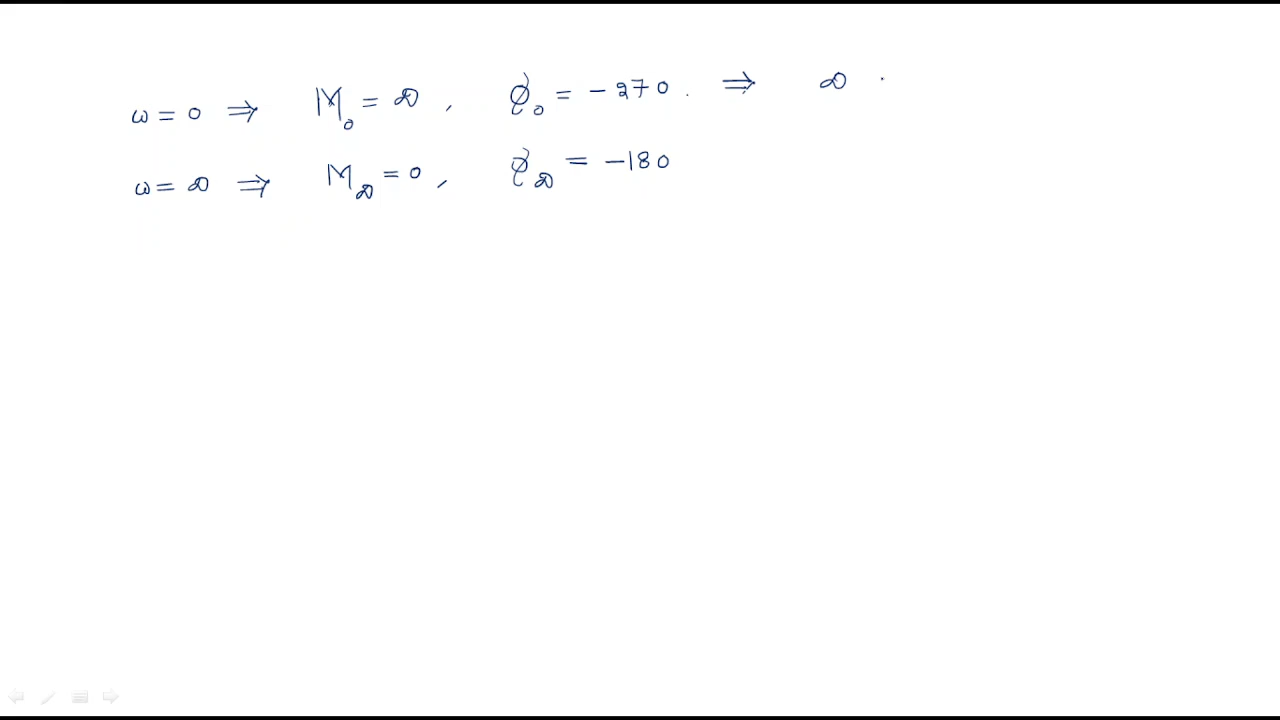 ω = 0 ⇒ M₀ = ∞ , φ₀ = -270 . ⇒ ∞ .
ω = ∞ ⇒ M∞ = 0 , φ∞ = -180